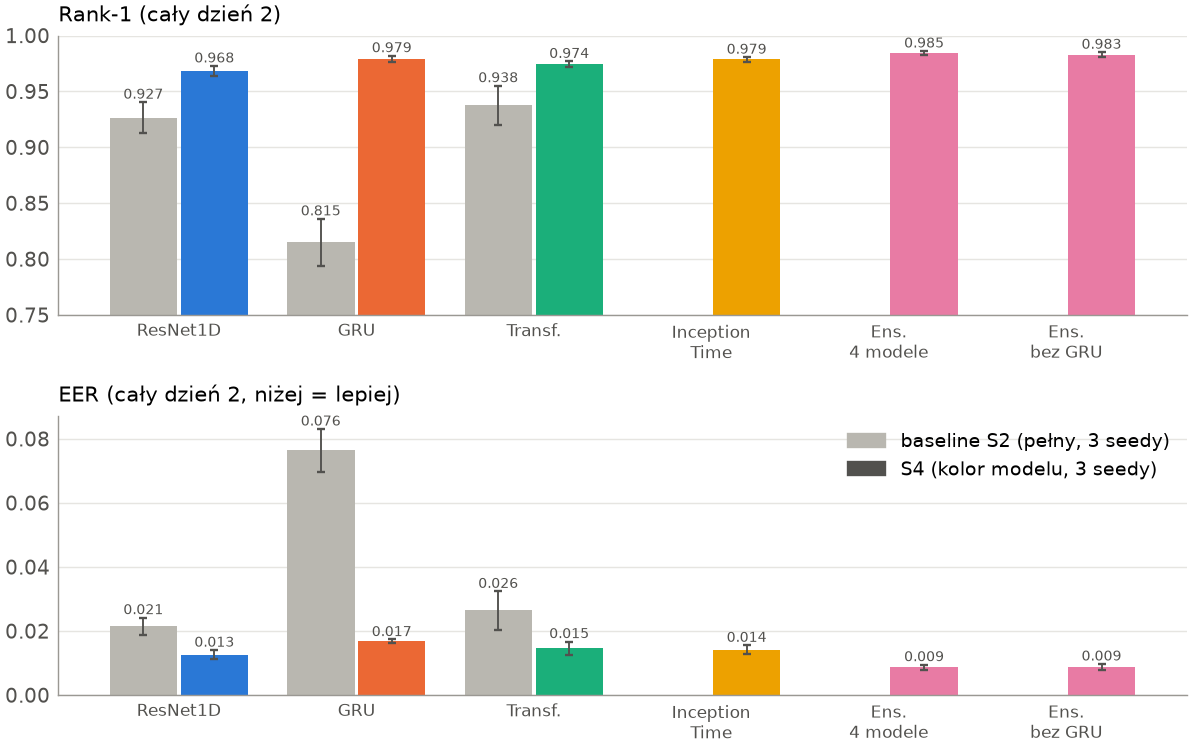 Rank-1 (cały dzień 2)
1.00
0.95
0.90
0.85
0.80
0.75
0.927
0.968
0.815
0.979
0.938
0.974
0.979
0.985
0.983
ResNet1D
GRU
Transf.
Inception
Time
Ens.
4 modele
Ens.
bez GRU
EER (cały dzień 2, niżej = lepiej)
0.08
0.06
0.04
0.02
0.00
0.021
0.013
0.076
0.017
0.026
0.015
0.014
0.009
0.009
baseline S2 (pełny, 3 seedy)
S4 (kolor modelu, 3 seedy)
ResNet1D
GRU
Transf.
Inception
Time
Ens.
4 modele
Ens.
bez GRU